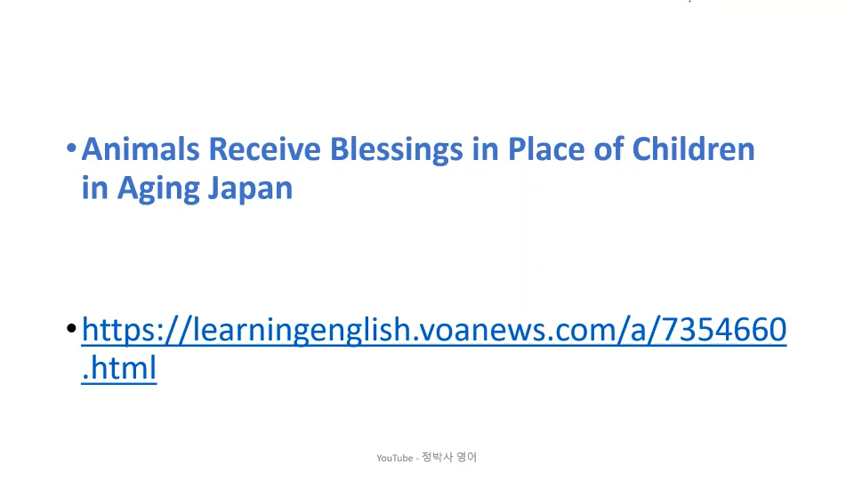 •Animals Receive Blessings in Place of Children
in Aging Japan
•https://learningenglish.voanews.com/a/7354660
.html
YouTube - 정박사 영어